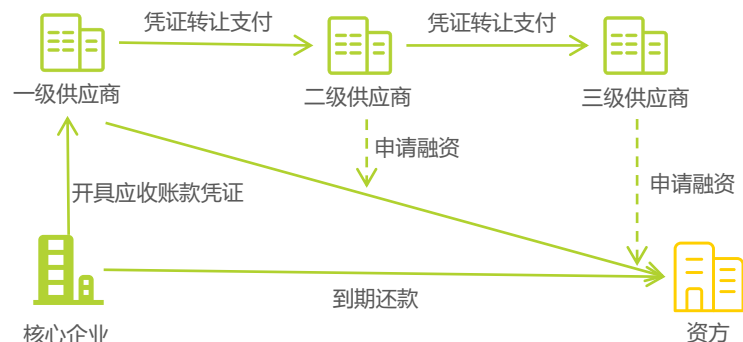 凭证转让支付
凭证转让支付
一级供应商
二级供应商
三级供应商
申请融资
申请融资
开具应收账款凭证
到期还款
核心企业
资方